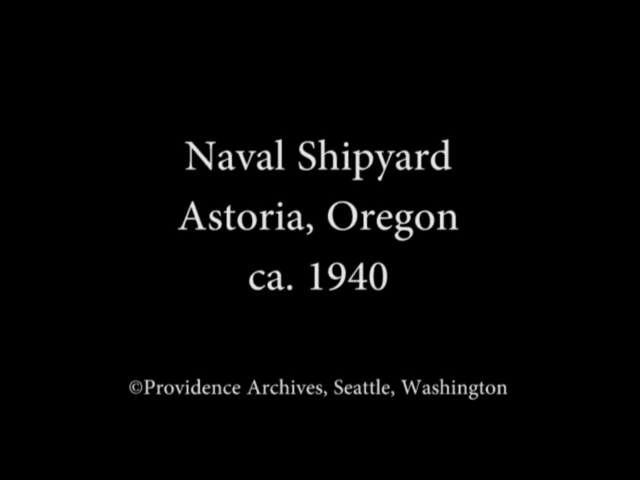 Naval Shipyard
Astoria, Oregon
ca. 1940
©Providence Archives, Seattle, Washington